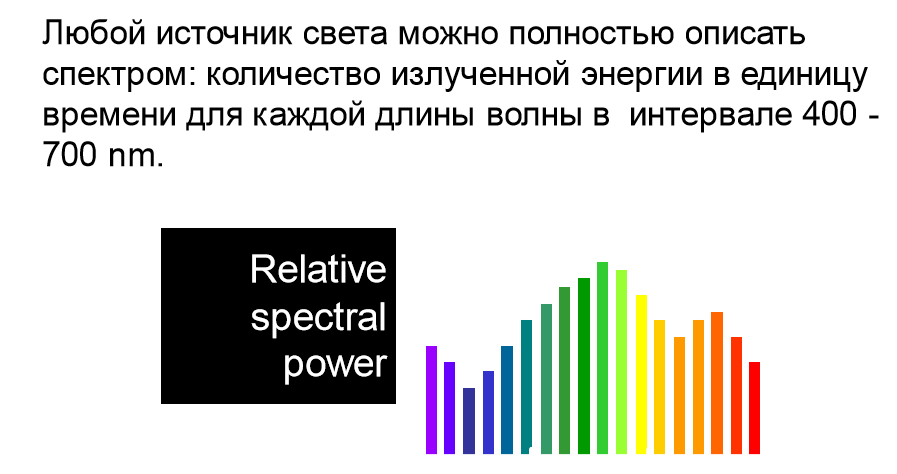 Любой источник света можно полностью описать
спектром: количество излученной энергии в единицу
времени для каждой длины волны в интервале 400 -
700 nm.
Relative
spectral
power